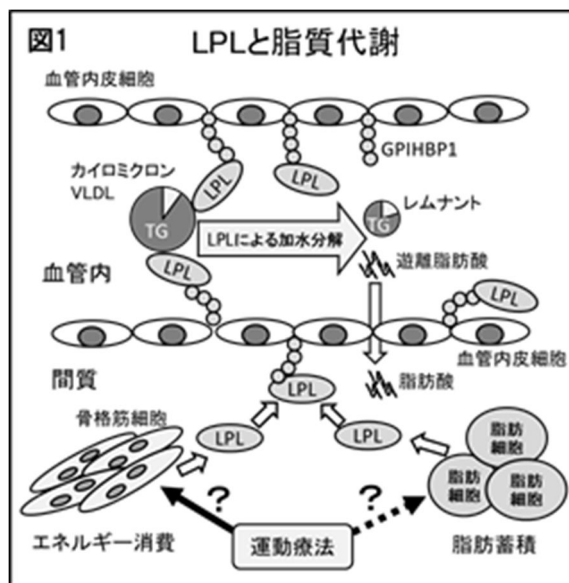 図1
LPLと脂質代謝
血管内皮細胞
GPIHBP1
カイロミクロン
VLDL
LPL
LPL
TG
LPLによる加水分解
レムナント
TG
遊離脂肪酸
LPL
血管内
LPL
血管内皮細胞
間質
LPL
脂肪酸
骨格筋細胞
LPL
LPL
脂肪
細胞
脂肪
細胞
脂肪
細胞
?
?
エネルギー消費
運動療法
脂肪蓄積